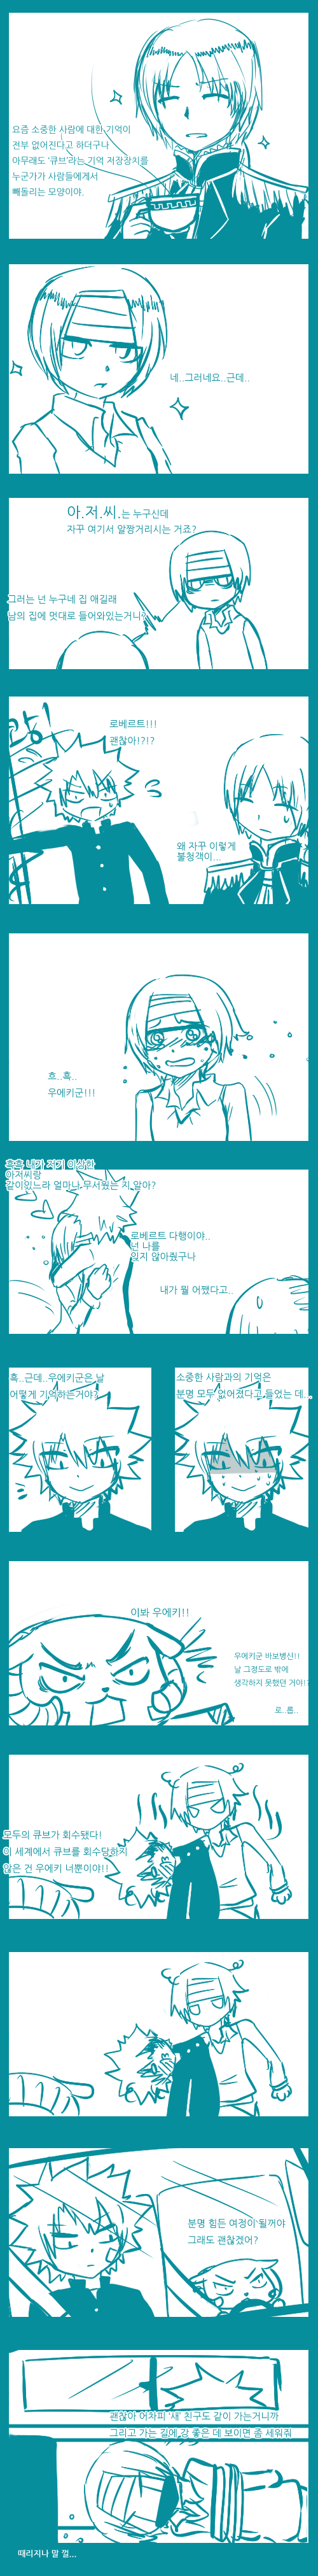 요즘 소중한 사람에 대한 기억이
전부 없어진다고 하더구나
아무래도 '큐브'라는 기억 저장장치를
누군가가 사람들에게서
빼돌리는 모양이야.
네..그러네요..근데..
아.저.씨.는 누구신데
자꾸 여기서 알짱거리시는 거죠?
그러는 넌 누구네 집 얘길래
남의 집에 멋대로 들어와있는거니?
쾅!
로베르트!!!
괜찮아!?!?
왜 자꾸 이렇게
불청객이...
흐..흑..
우에키군!!!
흑흑 내가 저기 이상한
아저씨랑
같이있느라 얼마나 무서웠는 지 알아?
로베르트 다행이야..
넌 나를
잊지 않아줬구나
내가 뭘 어쨌다고..
흑..근데..우에키군은 날
어떻게 기억하는거야?
소중한 사람과의 기억은
분명 모두 없어졌다고 들었는 데...
이봐 우에키!!
우에키군 바보병신!!
날 그정도로 밖에
생각하지 못했던 거야!?
로..롭..
모두의 큐브가 회수됐다!
이 세계에서 큐브를 회수당하지
않은 건 우에키 너뿐이야!!
분명 힘든 여정이 될꺼야
그래도 괜찮겠어?
괜찮아 어차피 '새' 친구도 같이 가는거니까
그리고 가는 길에 강 좋은 데 보이면 좀 세워줘
때리지나 말 껄...